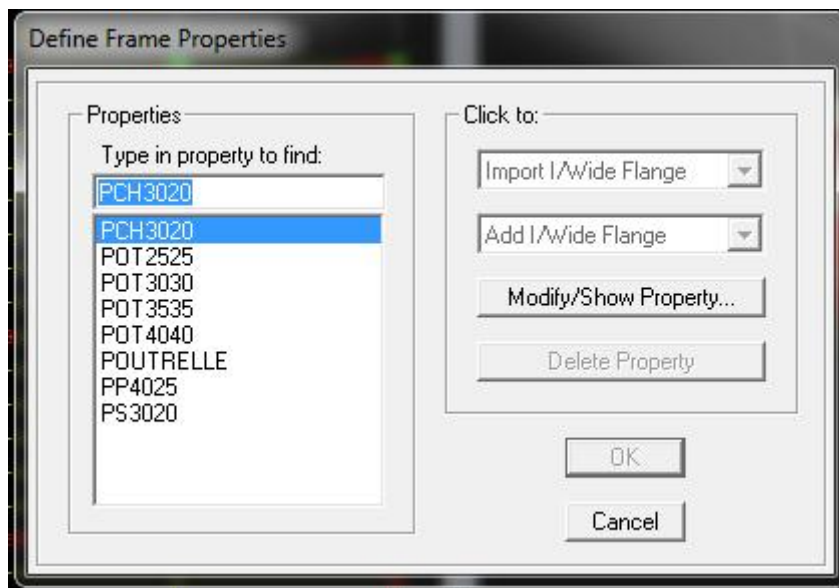 Define Frame Properties
Properties
Type in property to find:
PCH3020
PCH3020
POT2525
POT3030
POT3535
POT4040
POUTRELLE
PP4025
PS3020
Click to:
Import I/Wide Flange
Add I/Wide Flange
Modify/Show Property...
Delete Property
OK
Cancel